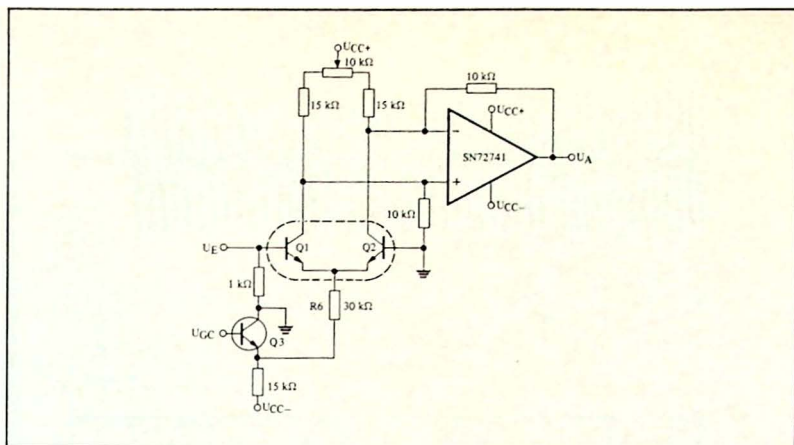 UCC+
10 kΩ
10 kΩ
15 kΩ
15 kΩ
UCC+
−
SN72741
UA
+
10 kΩ
UCC−
UE
Q1
Q2
1 kΩ
R6
30 kΩ
UGC
Q3
15 kΩ
UCC−